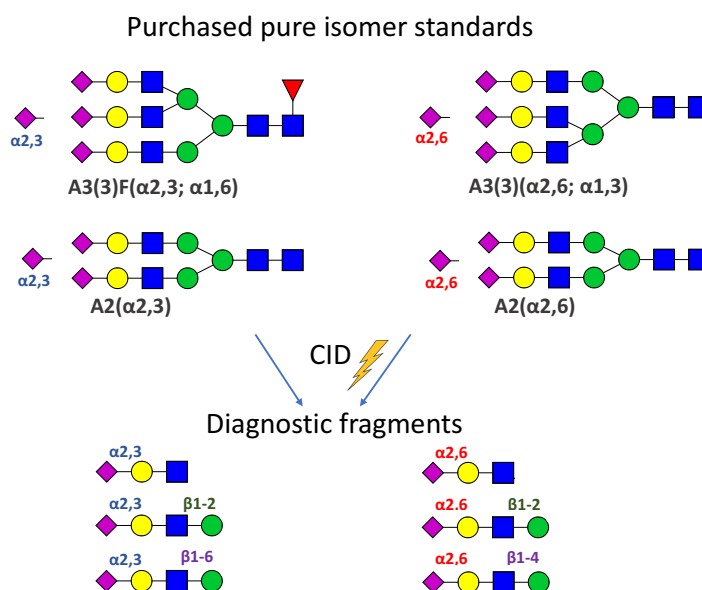 Purchased pure isomer standards
α2,3
α2,6
A3(3)F(α2,3; α1,6)
A3(3)(α2,6; α1,3)
α2,3
α2,6
A2(α2,3)
A2(α2,6)
CID
Diagnostic fragments
α2,3
α2,6
α2,3 β1-2
α2.6 β1-2
α2,3 β1-6
α2,6 β1-4